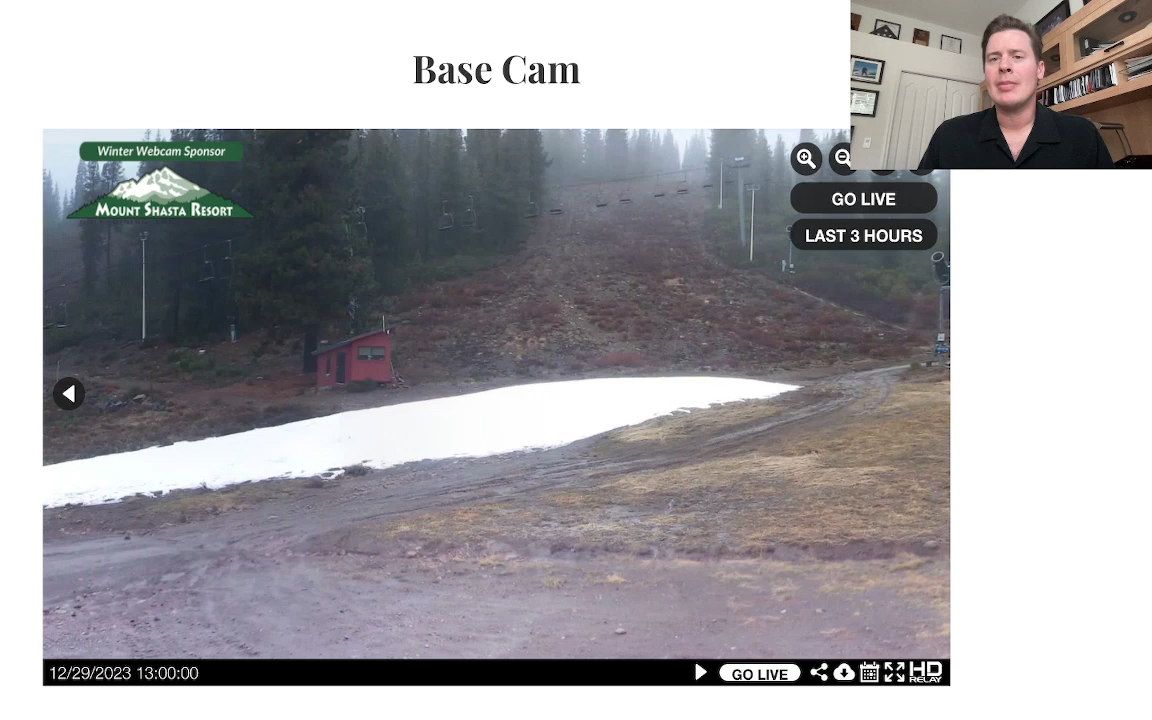 Base Cam
Winter Webcam Sponsor
MOUNT SHASTA RESORT
GO LIVE
LAST 3 HOURS
12/29/2023 13:00:00
GO LIVE
HD
RELAY